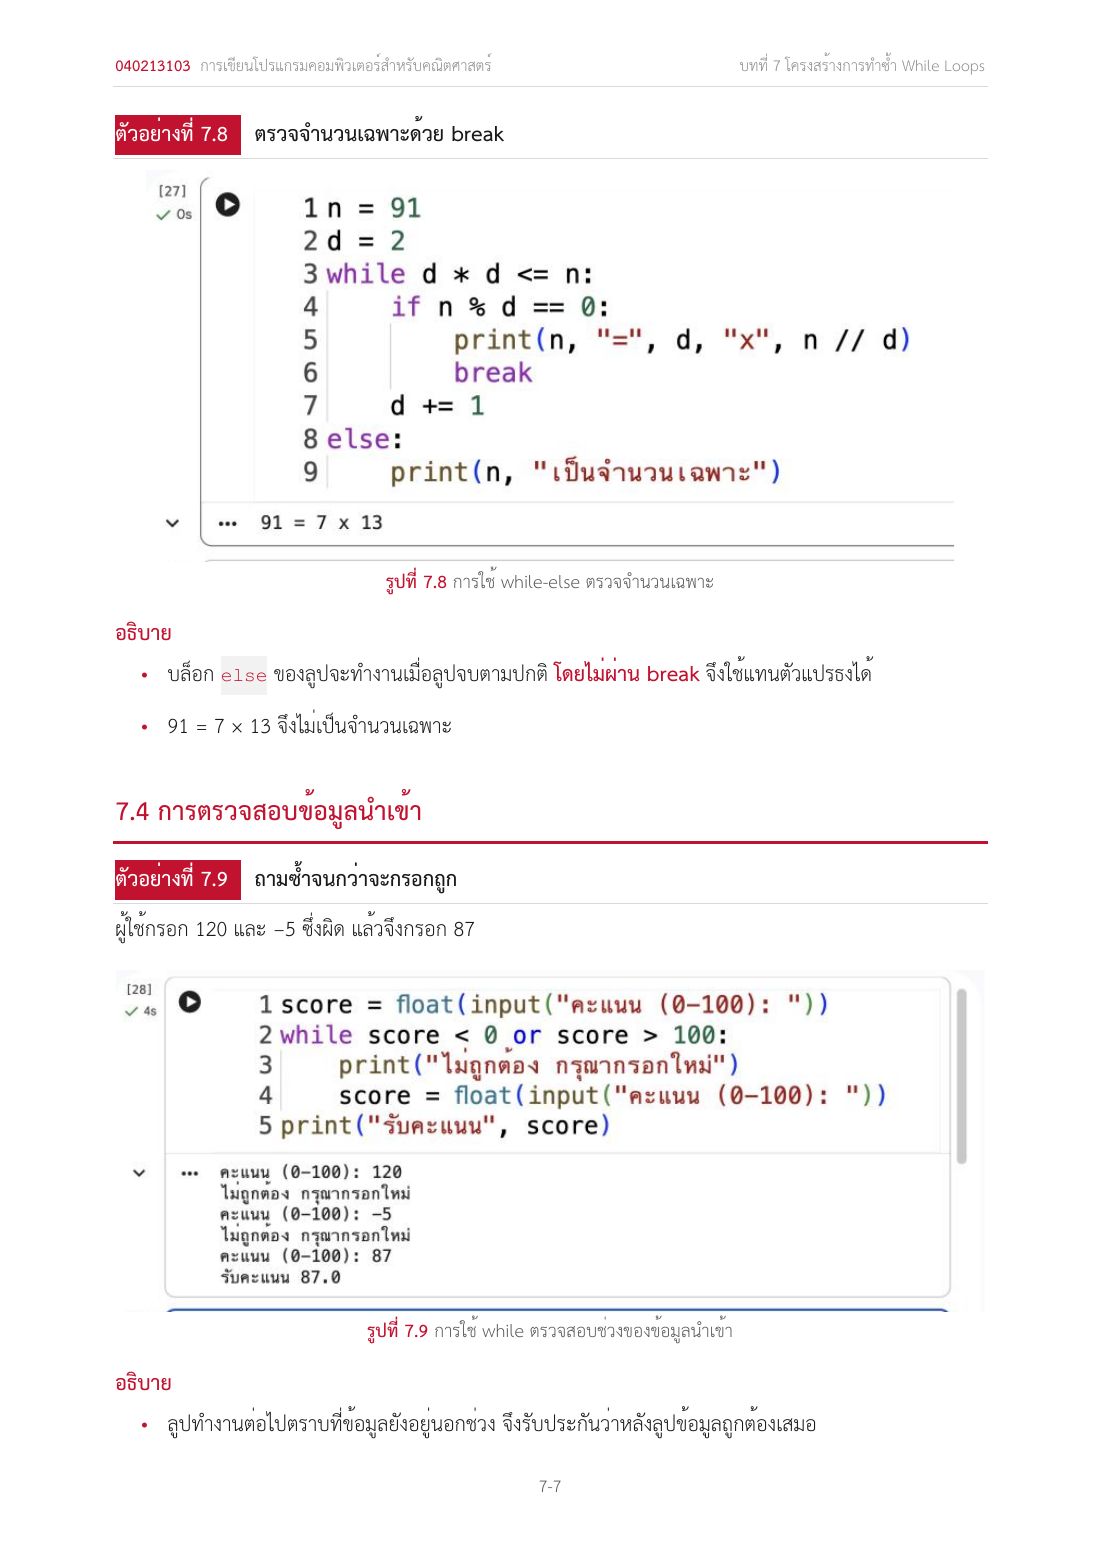 040213103 การเขียนโปรแกรมคอมพิวเตอร์สำหรับคณิตศาสตร์ บทที่ 7 โครงสร้างการทำซ้ำ While Loops
ตัวอย่างที่ 7.8 ตรวจจำนวนเฉพาะด้วย break
[27]
0s
1 n = 91
2 d = 2
3 while d * d <= n:
4 if n % d == 0:
5 print(n, "=", d, "x", n // d)
6 break
7 d += 1
8 else:
9 print(n, "เป็นจำนวนเฉพาะ")
91 = 7 x 13
รูปที่ 7.8 การใช้ while-else ตรวจจำนวนเฉพาะ
อธิบาย
• บล็อก else ของลูปจะทำงานเมื่อลูปจบตามปกติ โดยไม่ผ่าน break จึงใช้แทนตัวแปรธงได้
• 91 = 7 × 13 จึงไม่เป็นจำนวนเฉพาะ
7.4 การตรวจสอบข้อมูลนำเข้า
ตัวอย่างที่ 7.9 ถามซ้ำจนกว่าจะกรอกถูก
ผู้ใช้กรอก 120 และ –5 ซึ่งผิด แล้วจึงกรอก 87
[28]
4s
1 score = float(input("คะแนน (0-100): "))
2 while score < 0 or score > 100:
3 print("ไม่ถูกต้อง กรุณากรอกใหม่")
4 score = float(input("คะแนน (0-100): "))
5 print("รับคะแนน", score)
คะแนน (0-100): 120
ไม่ถูกต้อง กรุณากรอกใหม่
คะแนน (0-100): -5
ไม่ถูกต้อง กรุณากรอกใหม่
คะแนน (0-100): 87
รับคะแนน 87.0
รูปที่ 7.9 การใช้ while ตรวจสอบช่วงของข้อมูลนำเข้า
อธิบาย
• ลูปทำงานต่อไปตราบที่ข้อมูลยังอยู่นอกช่วง จึงรับประกันว่าหลังลูปข้อมูลถูกต้องเสมอ
7-7